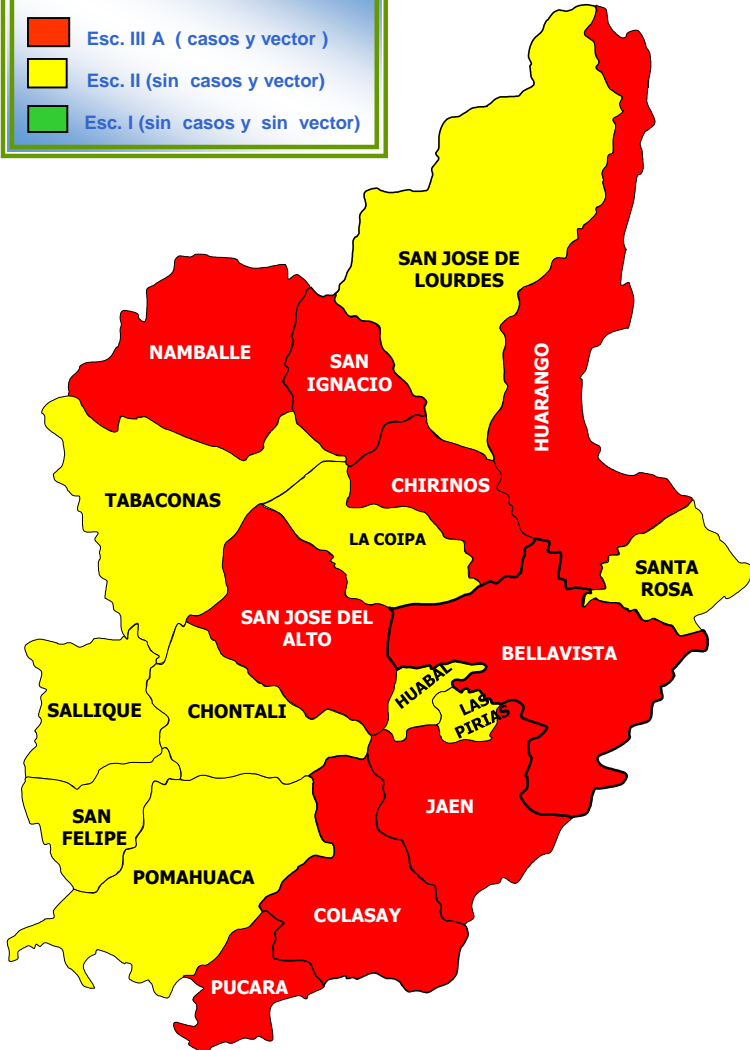 Esc. III A ( casos y vector )
Esc. II (sin casos y vector)
Esc. I (sin casos y sin vector)
SAN JOSE DE
LOURDES
NAMBALLE
SAN
IGNACIO
HUARANGO
CHIRINOS
TABACONAS
LA COIPA
SANTA
ROSA
SAN JOSE DEL
ALTO
BELLAVISTA
HUABAL
LAS
PIRIAS
SALLIQUE
CHONTALI
JAEN
SAN
FELIPE
POMAHUACA
COLASAY
PUCARA